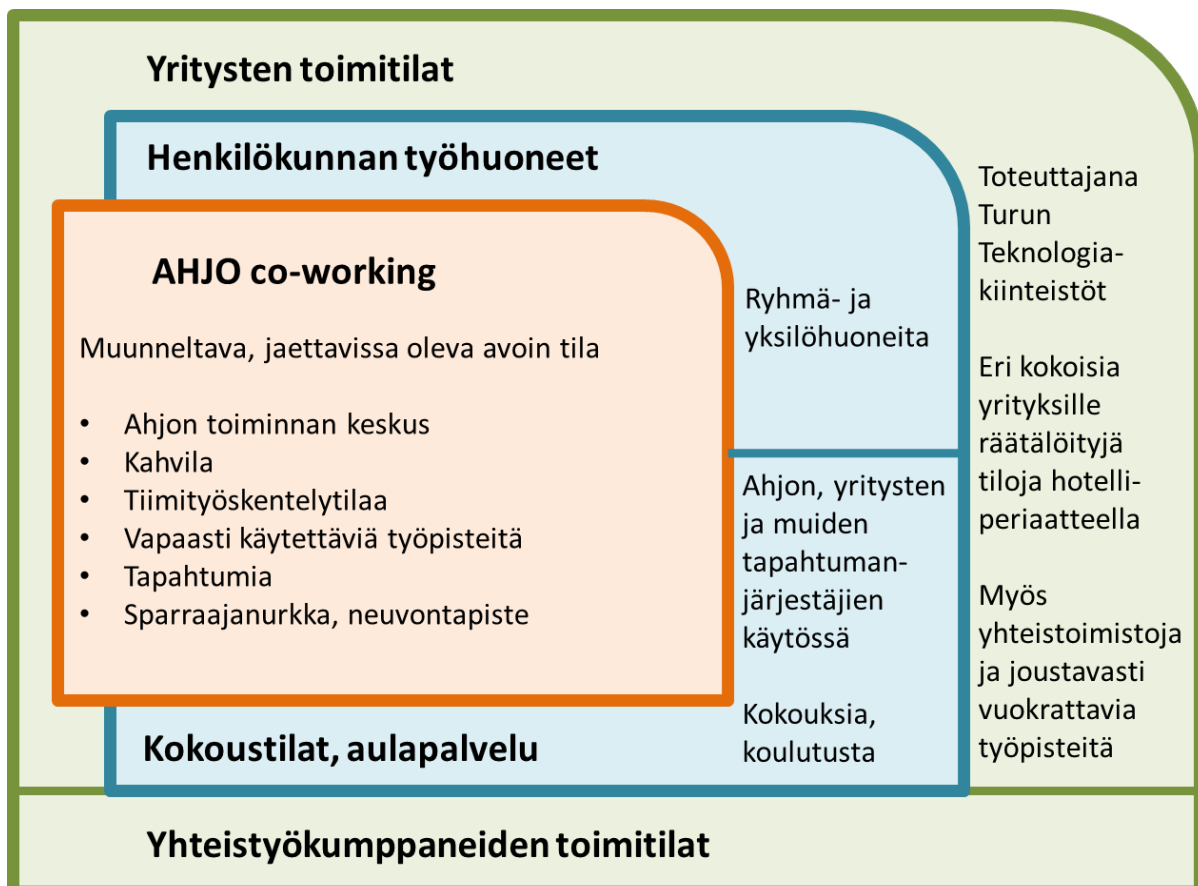 Yritysten toimitilat
Henkilökunnan työhuoneet
AHJO co-working
Muunneltava, jaettavissa oleva avoin tila
• Ahjon toiminnan keskus
• Kahvila
• Tiimityöskentelytilaa
• Vapaasti käytettäviä työpisteitä
• Tapahtumia
• Sparraajanurkka, neuvontapiste
Ryhmä- ja
yksilöhuoneita
Ahjon, yritysten
ja muiden
tapahtuman-
järjestäjien
käytössä
Kokouksia,
koulutusta
Kokoustilat, aulapalvelu
Toteuttajana
Turun
Teknologia-
kiinteistöt
Eri kokoisia
yrityksille
räätälöityjä
tiloja hotelli-
periaatteella
Myös
yhteistoimistoja
ja joustavasti
vuokrattavia
työpisteitä
Yhteistyökumppaneiden toimitilat